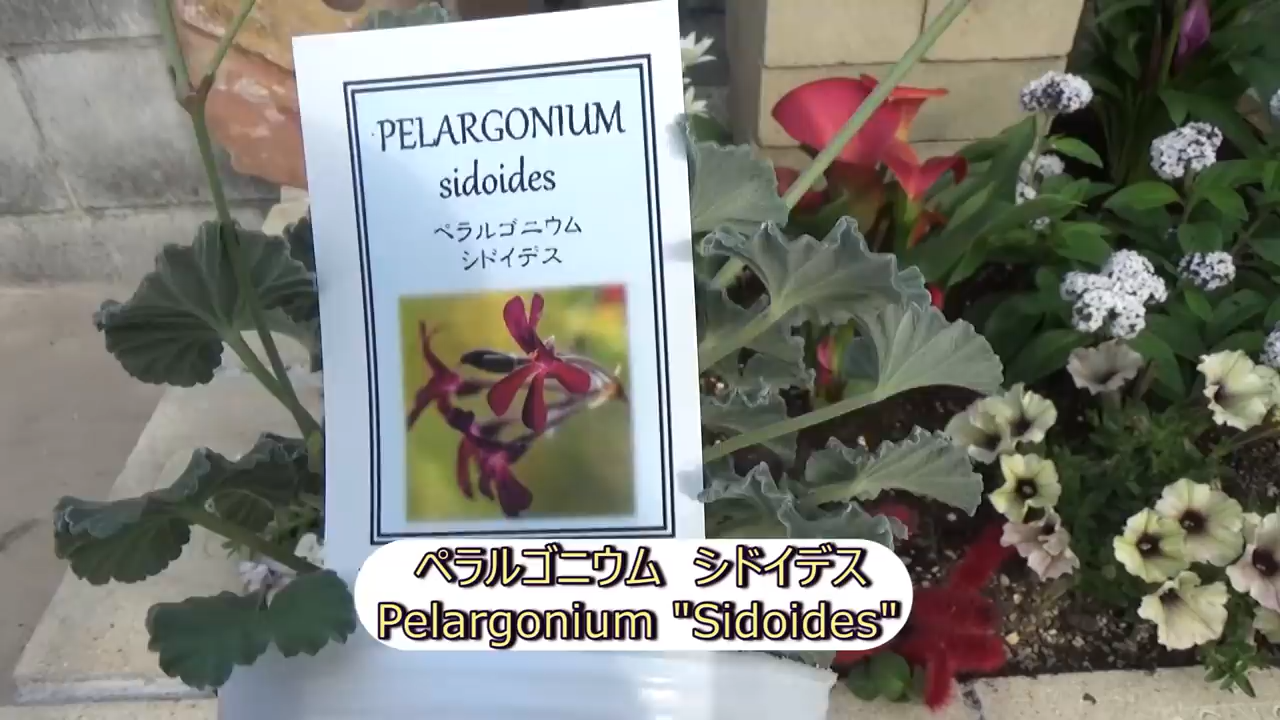 PELARGONIUM
sidoides
ペラルゴニウム
シドイデス
ペラルゴニウム　シドイデス
Pelargonium "Sidoides"